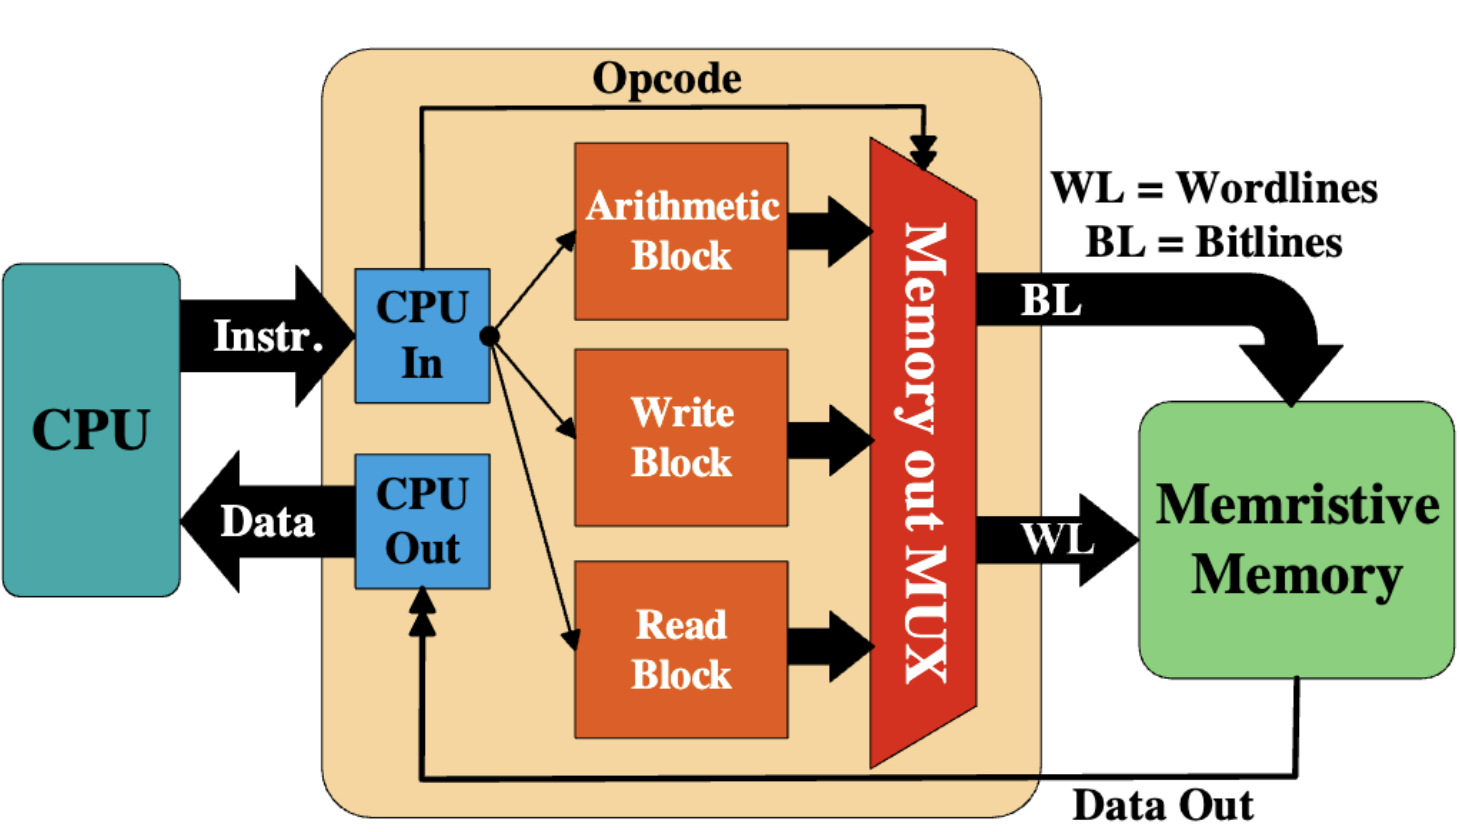 Opcode
Arithmetic
Block
WL = Wordlines
BL = Bitlines
CPU
In
Instr.
BL
Write
Block
Memory out MUX
CPU
CPU
Out
Data
WL
Memristive
Memory
Read
Block
Data Out